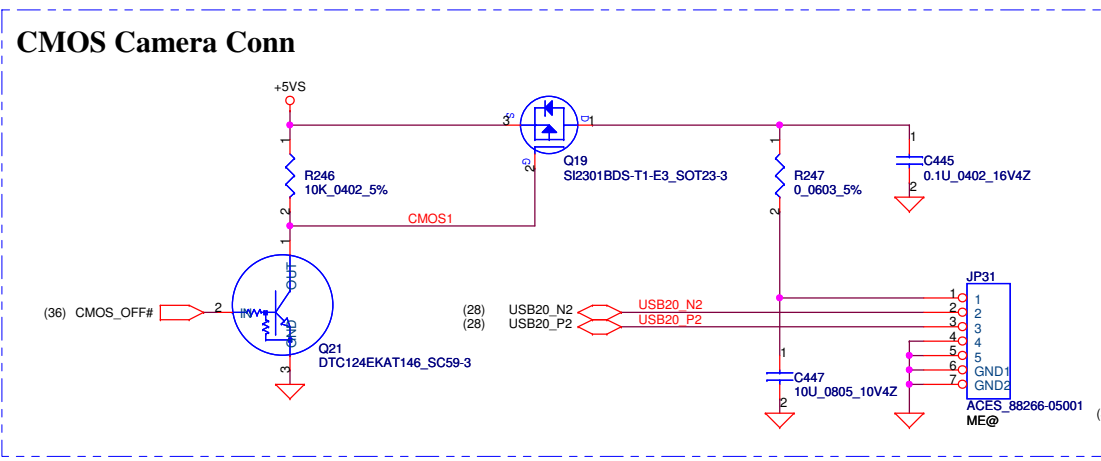 CMOS Camera Conn
+5VS
3
S
D
1
G
2
Q19
SI2301BDS-T1-E3_SOT23-3
1
R246
10K_0402_5%
2
1
R247
0_0603_5%
2
1
C445
0.1U_0402_16V4Z
2
CMOS1
1
OUT
(36) CMOS_OFF#
2
IN
GND
3
Q21
DTC124EKAT146_SC59-3
(28) USB20_N2
USB20_N2
(28) USB20_P2
USB20_P2
JP31
1 1
2 2
3 3
4 4
5 5
6 GND1
7 GND2
ACES_88266-05001
ME@
1
C447
10U_0805_10V4Z
2
(